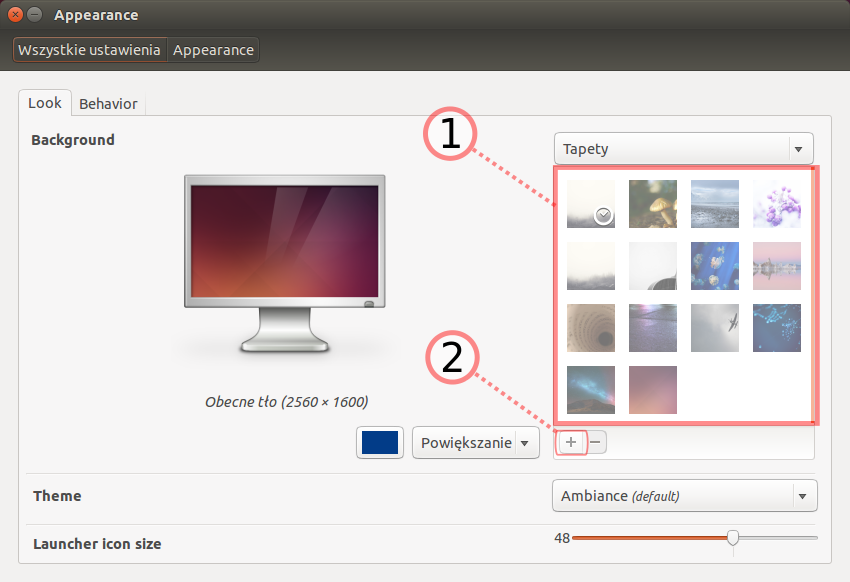 Appearance
Wszystkie ustawienia Appearance
Look Behavior
Background
1
Tapety
2
Obecne tło (2560 × 1600)
Powiększanie
+ −
Theme
Ambiance (default)
Launcher icon size
48